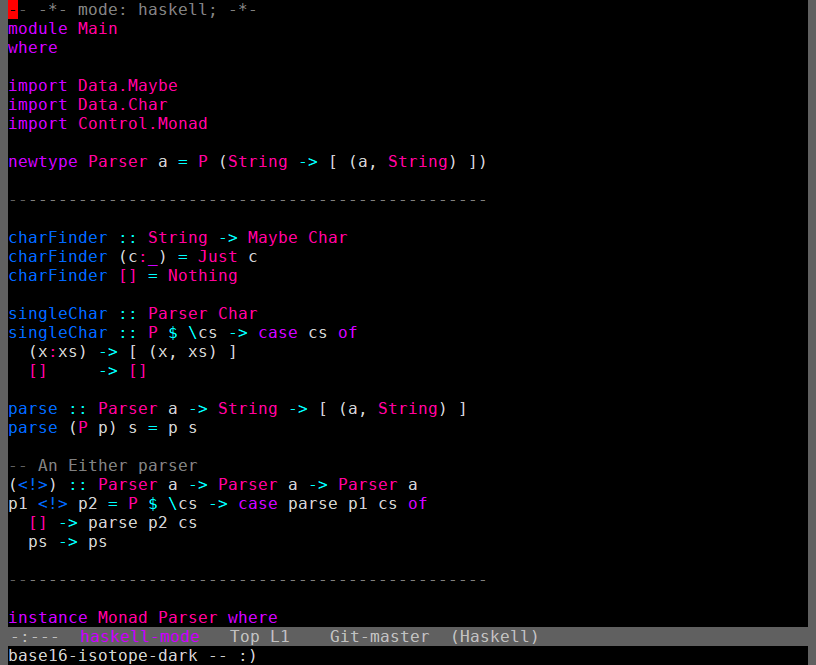 -- -*- mode: haskell; -*-
module Main
where
import Data.Maybe
import Data.Char
import Control.Monad
newtype Parser a = P (String -> [ (a, String) ])
------------------------------------------------
charFinder :: String -> Maybe Char
charFinder (c:_) = Just c
charFinder [] = Nothing
singleChar :: Parser Char
singleChar :: P $ \cs -> case cs of
  (x:xs) -> [ (x, xs) ]
  []     -> []
parse :: Parser a -> String -> [ (a, String) ]
parse (P p) s = p s
-- An Either parser
(<!>) :: Parser a -> Parser a -> Parser a
p1 <!> p2 = P $ \cs -> case parse p1 cs of
  [] -> parse p2 cs
  ps -> ps
------------------------------------------------
instance Monad Parser where
-:---  haskell-mode   Top L1    Git-master  (Haskell)
base16-isotope-dark -- :)